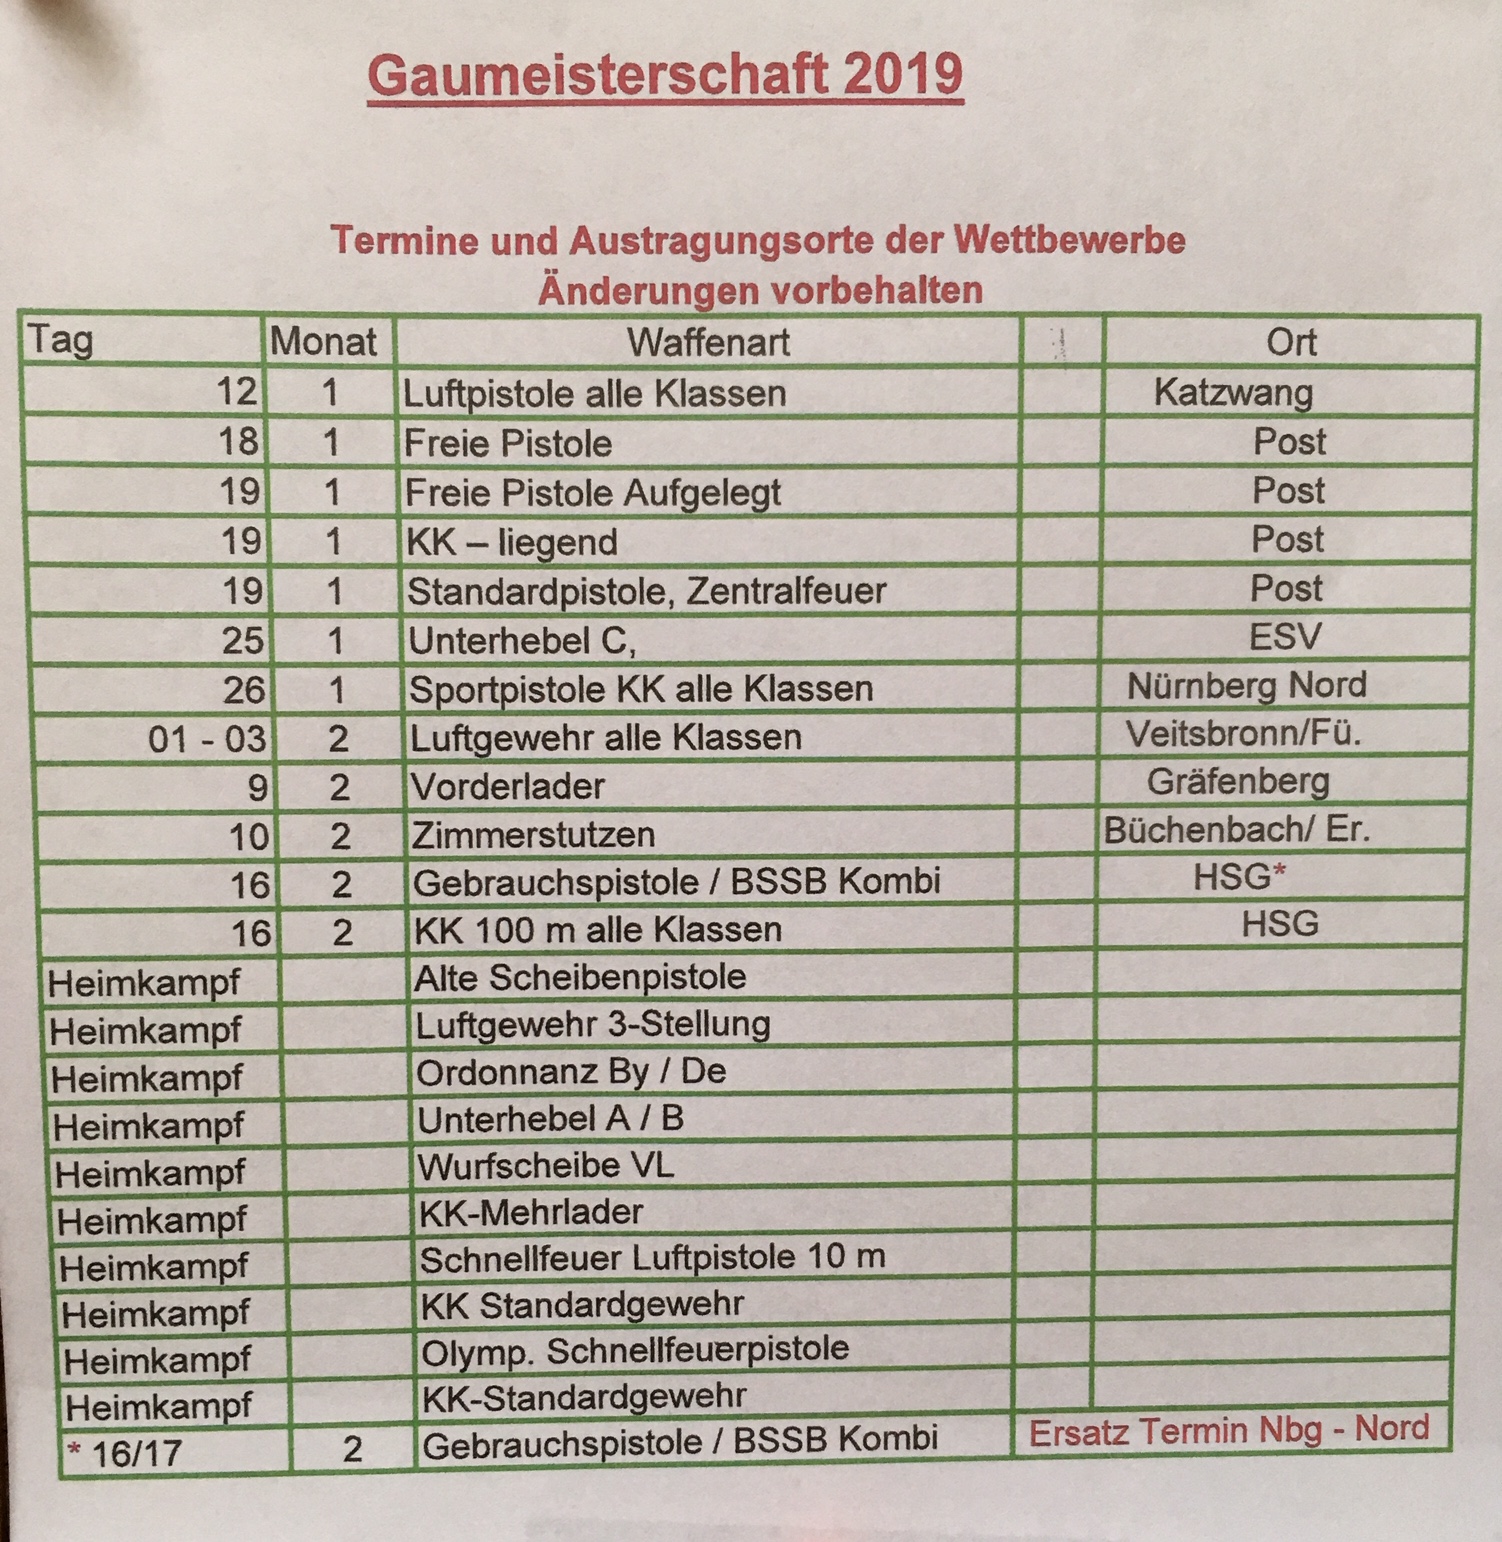 Gaumeisterschaft 2019
Termine und Austragungsorte der Wettbewerbe
Änderungen vorbehalten
Tag Monat Waffenart Ort
12 1 Luftpistole alle Klassen Katzwang
18 1 Freie Pistole Post
19 1 Freie Pistole Aufgelegt Post
19 1 KK – liegend Post
19 1 Standardpistole, Zentralfeuer Post
25 1 Unterhebel C, ESV
26 1 Sportpistole KK alle Klassen Nürnberg Nord
01 - 03 2 Luftgewehr alle Klassen Veitsbronn/Fü.
9 2 Vorderlader Gräfenberg
10 2 Zimmerstutzen Büchenbach/ Er.
16 2 Gebrauchspistole / BSSB Kombi HSG*
16 2 KK 100 m alle Klassen HSG
Heimkampf Alte Scheibenpistole
Heimkampf Luftgewehr 3-Stellung
Heimkampf Ordonnanz By / De
Heimkampf Unterhebel A / B
Heimkampf Wurfscheibe VL
Heimkampf KK-Mehrlader
Heimkampf Schnellfeuer Luftpistole 10 m
Heimkampf KK Standardgewehr
Heimkampf Olymp. Schnellfeuerpistole
Heimkampf KK-Standardgewehr
* 16/17 2 Gebrauchspistole / BSSB Kombi Ersatz Termin Nbg - Nord